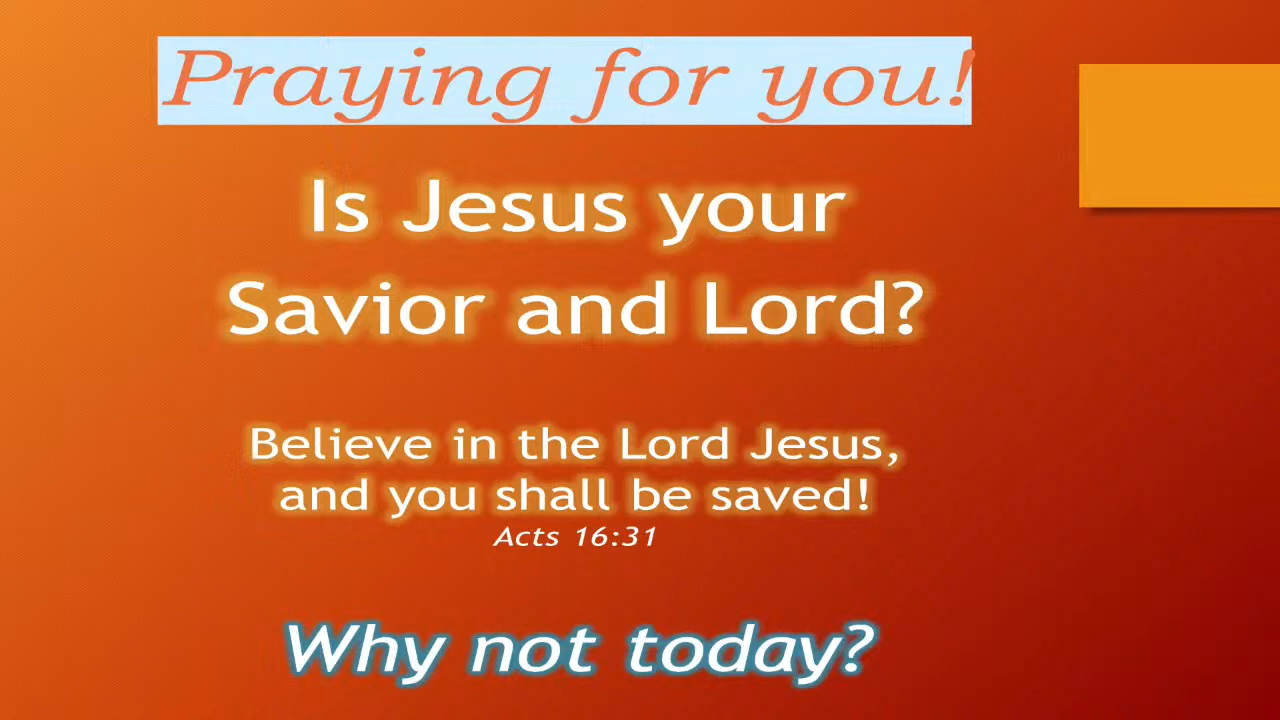 Praying for you!
Is Jesus your
Savior and Lord?
Believe in the Lord Jesus,
and you shall be saved!
Acts 16:31
Why not today?